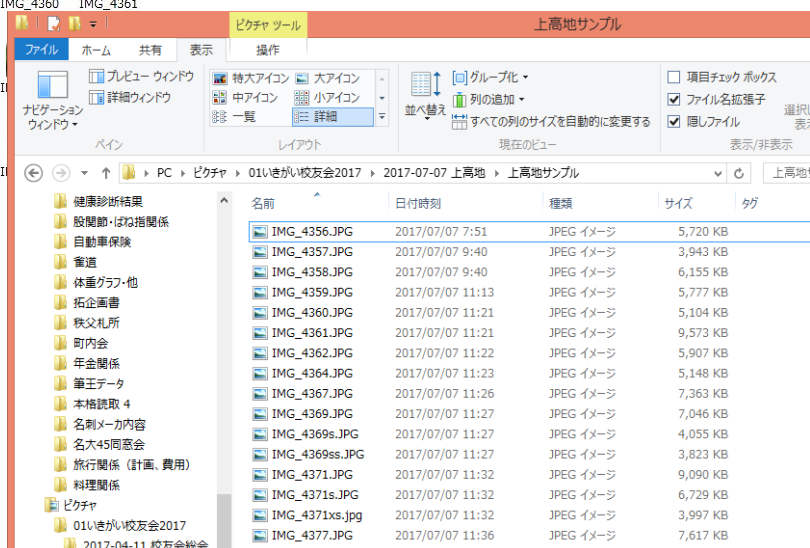 IMG_4360 IMG_4361
ピクチャ ツール
上高地サンプル
ファイル ホーム 共有 表示 操作
ナビゲーション
ウィンドウ
プレビュー ウィンドウ
詳細ウィンドウ
ペイン
特大アイコン 大アイコン
中アイコン 小アイコン
一覧 詳細
レイアウト
並べ替え
グループ化
列の追加
すべての列のサイズを自動的に変更する
現在のビュー
項目チェック ボックス
ファイル名拡張子
隠しファイル
表示/非表示
PC ピクチャ 01いきがい校友会2017 2017-07-07 上高地 上高地サンプル
健康診断結果
股関節・ばね指関係
自動車保険
雀道
体重グラフ・他
拓企画書
秩父札所
町内会
年金関係
筆王データ
本格読取 4
名刺メーカ内容
名大45同窓会
旅行関係（計画、費用）
料理関係
ピクチャ
01いきがい校友会2017
2017-04-11 校友会総会
名前 日付時刻 種類 サイズ タグ
IMG_4356.JPG 2017/07/07 7:51 JPEG イメージ 5,720 KB
IMG_4357.JPG 2017/07/07 9:40 JPEG イメージ 3,943 KB
IMG_4358.JPG 2017/07/07 9:40 JPEG イメージ 6,155 KB
IMG_4359.JPG 2017/07/07 11:13 JPEG イメージ 5,777 KB
IMG_4360.JPG 2017/07/07 11:21 JPEG イメージ 5,104 KB
IMG_4361.JPG 2017/07/07 11:21 JPEG イメージ 9,573 KB
IMG_4362.JPG 2017/07/07 11:22 JPEG イメージ 5,907 KB
IMG_4364.JPG 2017/07/07 11:23 JPEG イメージ 5,148 KB
IMG_4367.JPG 2017/07/07 11:26 JPEG イメージ 7,363 KB
IMG_4369.JPG 2017/07/07 11:27 JPEG イメージ 7,046 KB
IMG_4369s.JPG 2017/07/07 11:27 JPEG イメージ 4,055 KB
IMG_4369ss.JPG 2017/07/07 11:27 JPEG イメージ 3,823 KB
IMG_4371.JPG 2017/07/07 11:32 JPEG イメージ 9,090 KB
IMG_4371s.JPG 2017/07/07 11:32 JPEG イメージ 6,729 KB
IMG_4371xs.jpg 2017/07/07 11:32 JPEG イメージ 3,997 KB
IMG_4377.JPG 2017/07/07 11:36 JPEG イメージ 7,617 KB